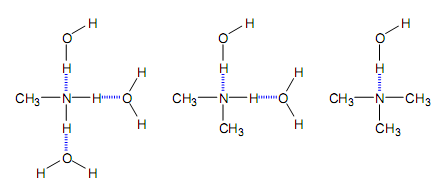 H H H
O O O
H H H
H H
CH3 N H O CH3 N H O CH3 N CH3
H H CH3 H CH3
O
H H